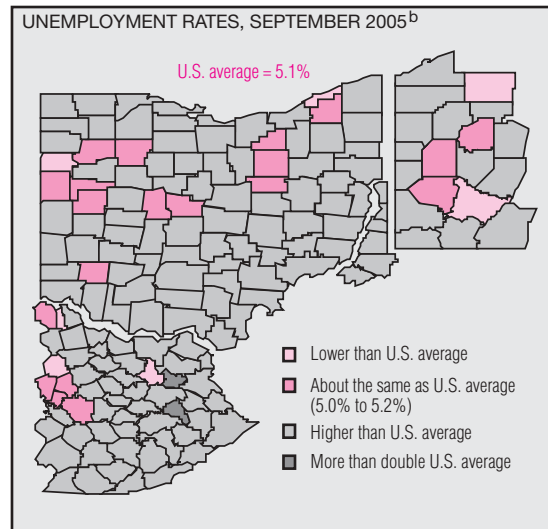 UNEMPLOYMENT RATES, SEPTEMBER 2005b
U.S. average = 5.1%
Lower than U.S. average
About the same as U.S. average
(5.0% to 5.2%)
Higher than U.S. average
More than double U.S. average